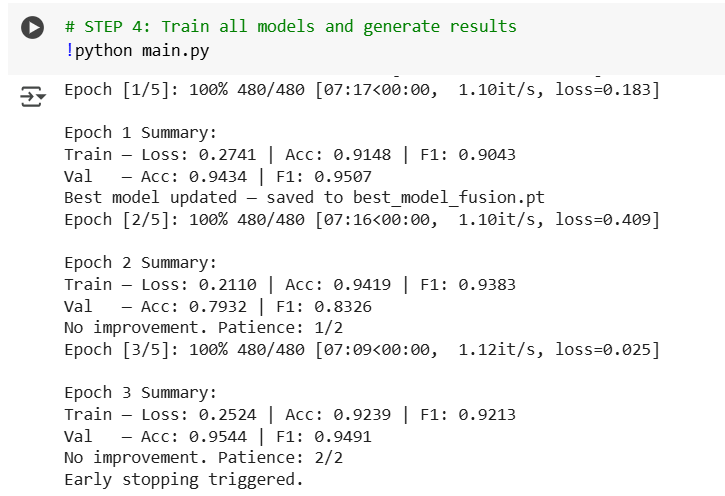 # STEP 4: Train all models and generate results
!python main.py
Epoch [1/5]: 100% 480/480 [07:17<00:00,  1.10it/s, loss=0.183]
Epoch 1 Summary:
Train — Loss: 0.2741 | Acc: 0.9148 | F1: 0.9043
Val   — Acc: 0.9434 | F1: 0.9507
Best model updated — saved to best_model_fusion.pt
Epoch [2/5]: 100% 480/480 [07:16<00:00,  1.10it/s, loss=0.409]
Epoch 2 Summary:
Train — Loss: 0.2110 | Acc: 0.9419 | F1: 0.9383
Val   — Acc: 0.7932 | F1: 0.8326
No improvement. Patience: 1/2
Epoch [3/5]: 100% 480/480 [07:09<00:00,  1.12it/s, loss=0.025]
Epoch 3 Summary:
Train — Loss: 0.2524 | Acc: 0.9239 | F1: 0.9213
Val   — Acc: 0.9544 | F1: 0.9491
No improvement. Patience: 2/2
Early stopping triggered.